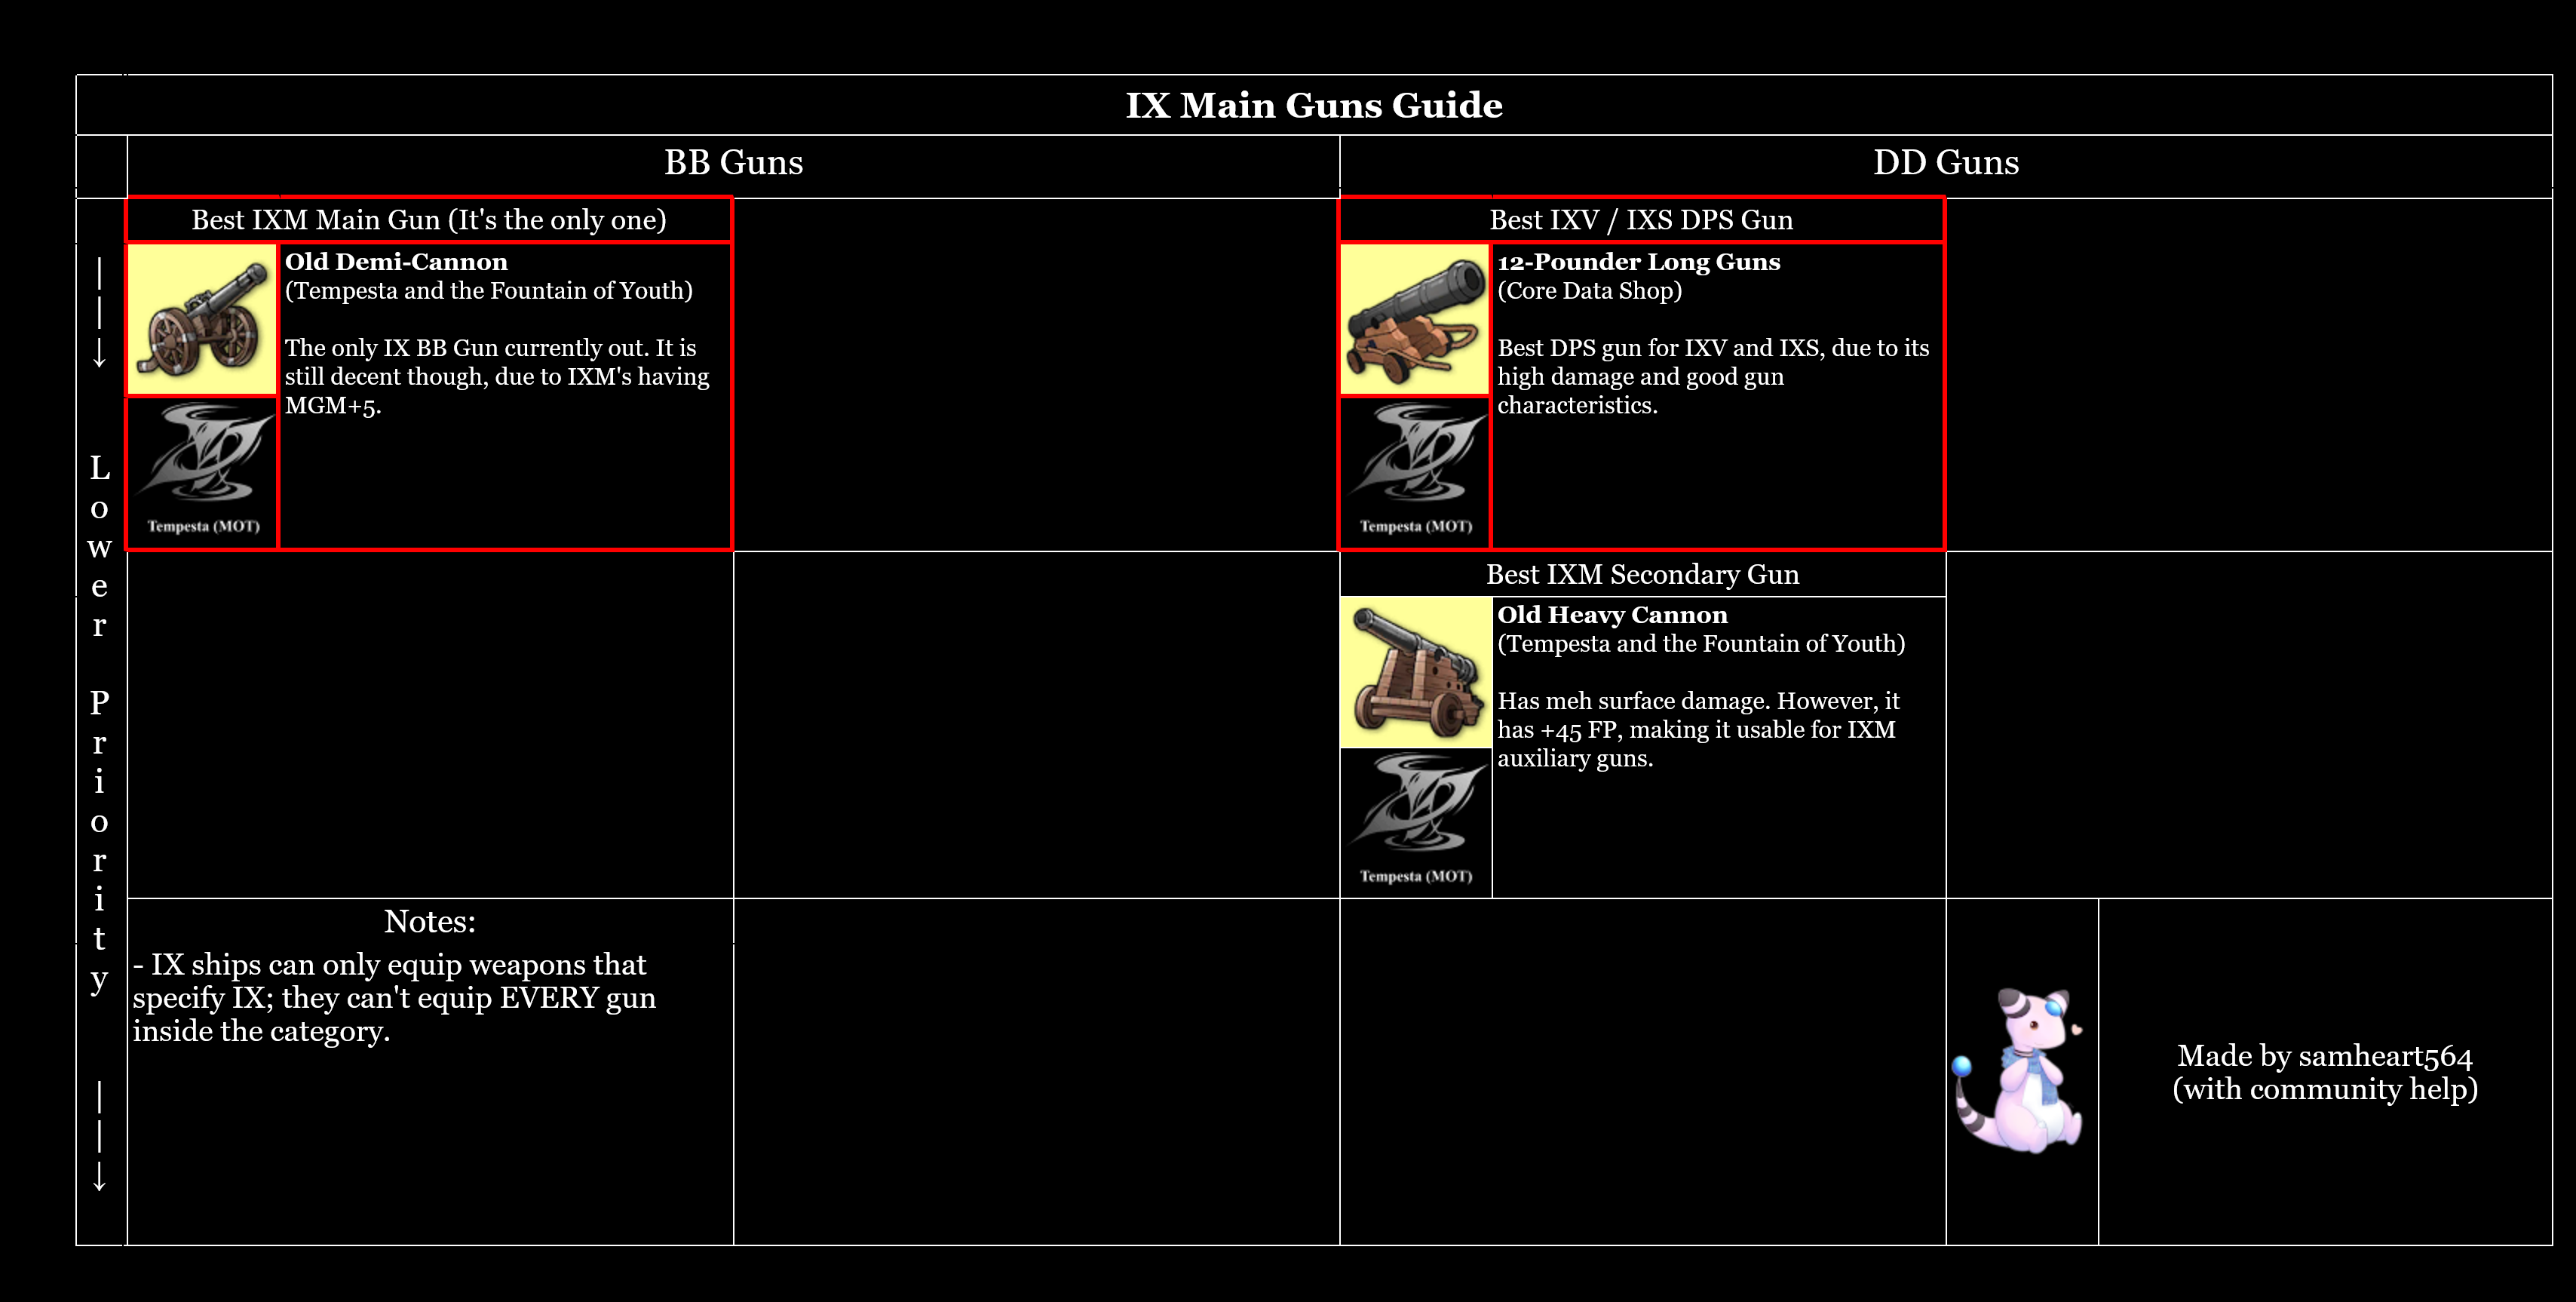 IX Main Guns Guide
BB Guns
DD Guns
Best IXM Main Gun (It's the only one)
Old Demi-Cannon
(Tempesta and the Fountain of Youth)
The only IX BB Gun currently out. It is
still decent though, due to IXM's having
MGM+5.
Tempesta (MOT)
Best IXV / IXS DPS Gun
12-Pounder Long Guns
(Core Data Shop)
Best DPS gun for IXV and IXS, due to its
high damage and good gun
characteristics.
Tempesta (MOT)
Best IXM Secondary Gun
Old Heavy Cannon
(Tempesta and the Fountain of Youth)
Has meh surface damage. However, it
has +45 FP, making it usable for IXM
auxiliary guns.
Tempesta (MOT)
Lower Priority
Notes:
- IX ships can only equip weapons that
specify IX; they can't equip EVERY gun
inside the category.
Made by samheart564
(with community help)